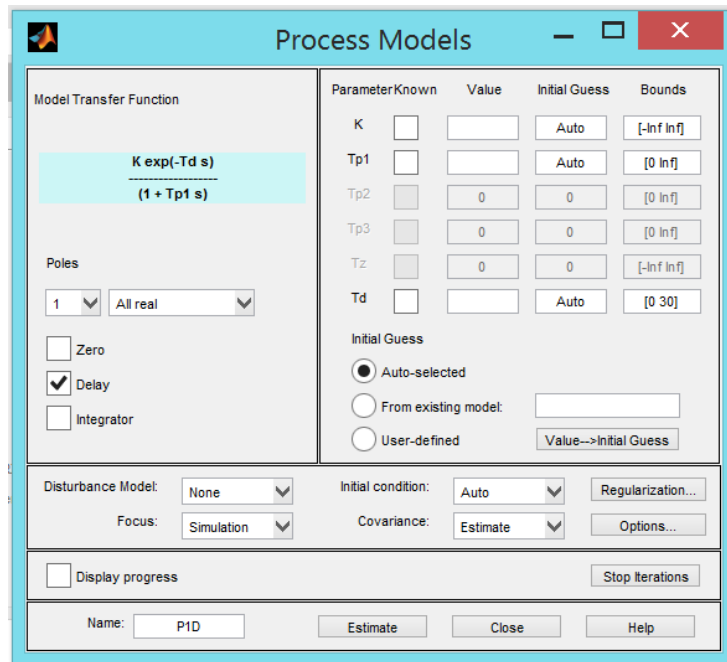 Process Models
Model Transfer Function
K exp(-Td s)
------------------
(1 + Tp1 s)
Poles
1 All real
Zero
Delay
Integrator
Parameter Known Value Initial Guess Bounds
K Auto [-Inf Inf]
Tp1 Auto [0 Inf]
Tp2 0 0 [0 Inf]
Tp3 0 0 [0 Inf]
Tz 0 0 [-Inf Inf]
Td Auto [0 30]
Initial Guess
Auto-selected
From existing model:
User-defined Value-->Initial Guess
Disturbance Model: None Initial condition: Auto Regularization...
Focus: Simulation Covariance: Estimate Options...
Display progress Stop Iterations
Name: P1D Estimate Close Help